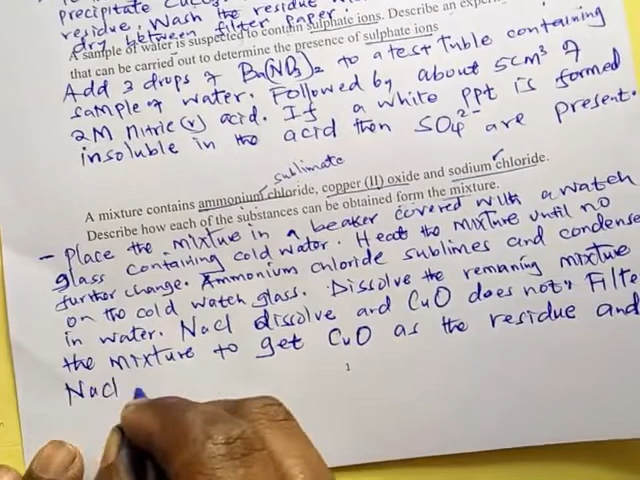 precipitate
residue. Wash the residue
dry between filter paper.
A sample of water is suspected to contain sulphate ions. Describe an
that can be carried out to determine the presence of sulphate ions
Add 3 drops of Ba(NO3)2 to a test tuble containing
sample of water. Followed by about 5cm³ of
2M Nitric (v) acid. If a white ppt is formed
insoluble in the acid then SO4²⁻ are present.
sublimate
A mixture contains ammonium chloride, copper (II) oxide and sodium chloride.
Describe how each of the substances can be obtained form the mixture.
- Place the mixture in a beaker covered with a watch
glass containing cold water. Heat the mixture until no
further change. Ammonium chloride sublimes and condense
on the cold watch glass. Dissolve the remaning mixture
in water. Nacl dissolve and CuO does not. Filte
the mixture to get CuO as the residue and
Nacl
1